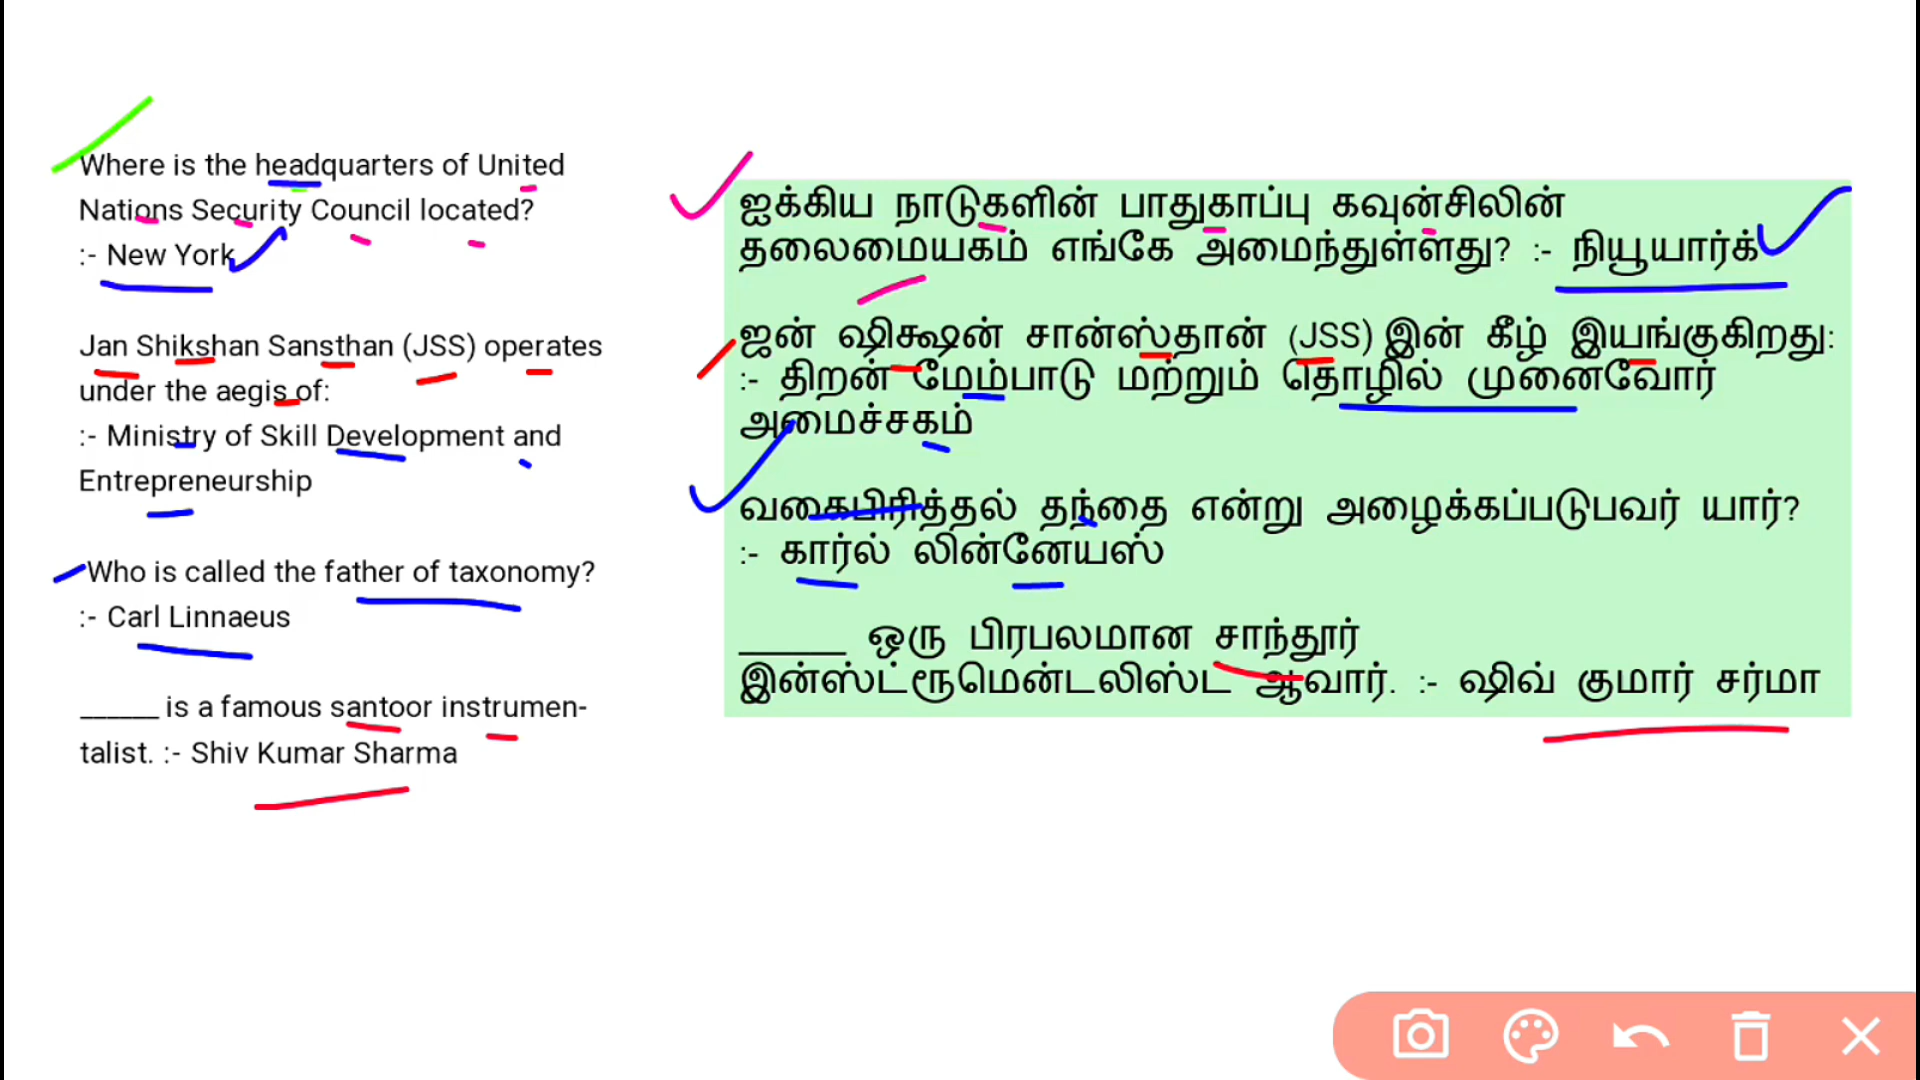 Where is the headquarters of United
Nations Security Council located?
:- New York
Jan Shikshan Sansthan (JSS) operates
under the aegis of:
:- Ministry of Skill Development and
Entrepreneurship
Who is called the father of taxonomy?
:- Carl Linnaeus
______ is a famous santoor instrumen-
talist. :- Shiv Kumar Sharma
ஐக்கிய நாடுகளின் பாதுகாப்பு கவுன்சிலின்
தலைமையகம் எங்கே அமைந்துள்ளது? :- நியூயார்க்
ஜன் ஷிக்ஷன் சான்ஸ்தான் (JSS) இன் கீழ் இயங்குகிறது:
:- திறன் மேம்பாடு மற்றும் தொழில் முனைவோர்
அமைச்சகம்
வகைபிரித்தல் தந்தை என்று அழைக்கப்படுபவர் யார்?
:- கார்ல் லின்னேயஸ்
______ ஒரு பிரபலமான சாந்தூர்
இன்ஸ்ட்ரூமென்டலிஸ்ட் ஆவார். :- ஷிவ் குமார் சர்மா